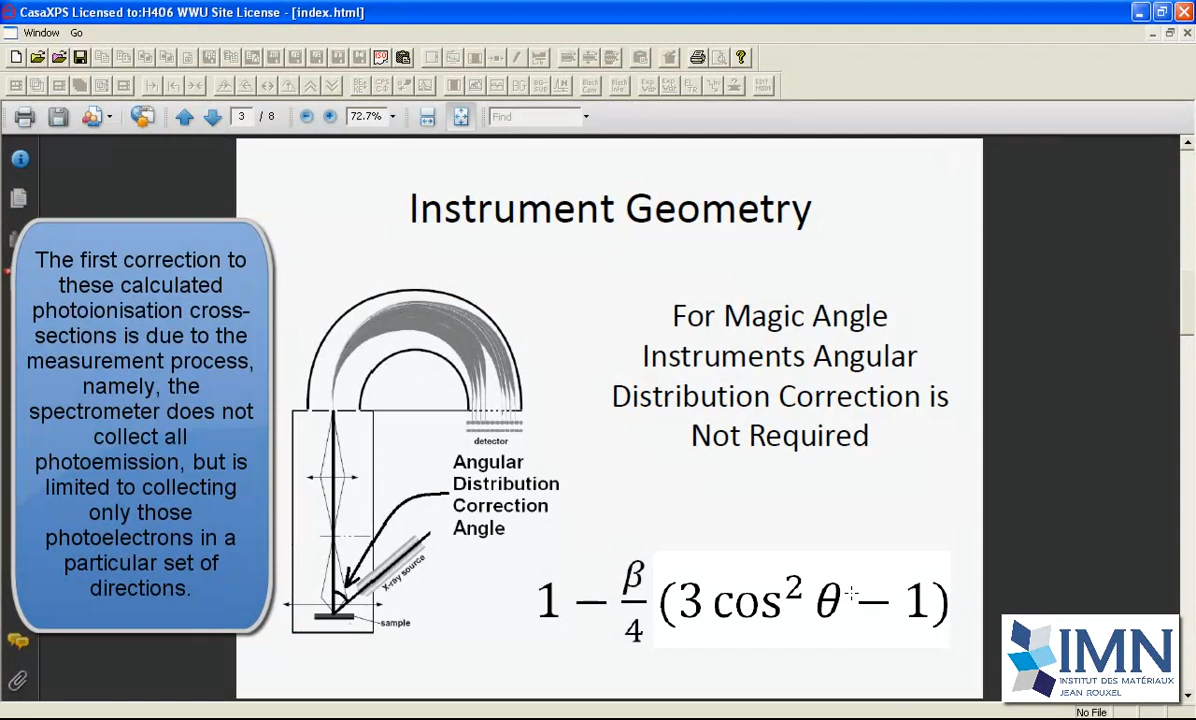 CasaXPS Licensed to:H406 WWU Site License - [index.html]
Window Go
3 / 8
72.7%
Find
Instrument Geometry
The first correction to
these calculated
photoionisation cross-
sections is due to the
measurement process,
namely, the
spectrometer does not
collect all
photoemission, but is
limited to collecting
only those
photoelectrons in a
particular set of
directions.
For Magic Angle
Instruments Angular
Distribution Correction is
Not Required
detector
Angular
Distribution
Correction
Angle
X-ray source
sample
1 − β/4 (3 cos² θ − 1)
IMN
INSTITUT DES MATÉRIAUX
JEAN ROUXEL
No File